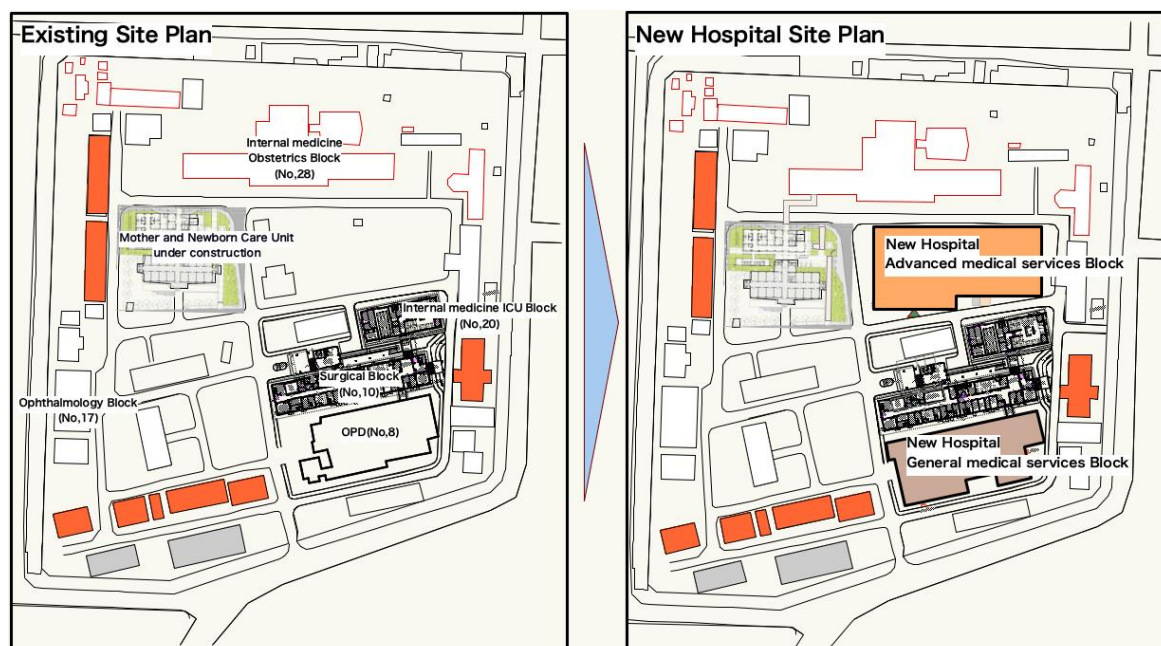 Existing Site Plan
Internal medicine
Obstetrics Block
(No,28)
Mother and Newborn Care Unit
under construction
Internal medicine ICU Block
(No,20)
Surgical Block
(No,10)
Ophthalmology Block
(No,17)
OPD(No,8)
New Hospital Site Plan
New Hospital
Advanced medical services Block
New Hospital
General medical services Block